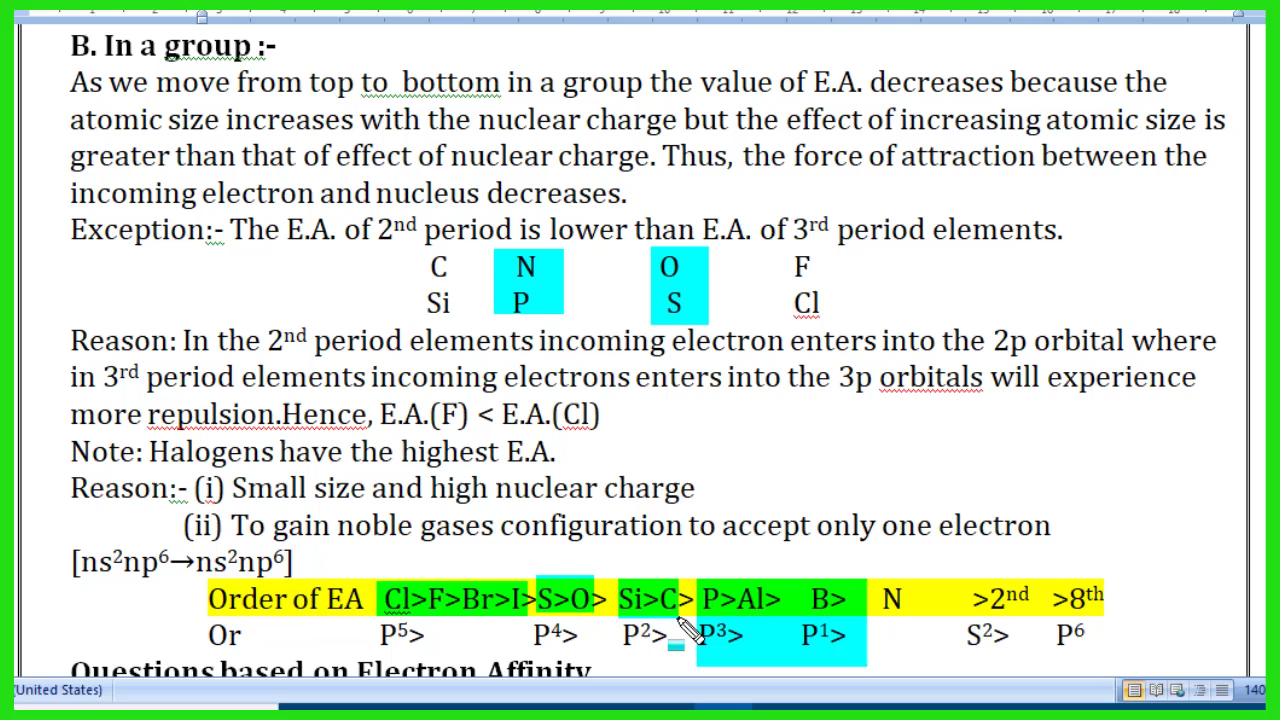 B. In a group :-
As we move from top to bottom in a group the value of E.A. decreases because the
atomic size increases with the nuclear charge but the effect of increasing atomic size is
greater than that of effect of nuclear charge. Thus, the force of attraction between the
incoming electron and nucleus decreases.
Exception:- The E.A. of 2nd period is lower than E.A. of 3rd period elements.
C N O F
Si P S Cl
Reason: In the 2nd period elements incoming electron enters into the 2p orbital where
in 3rd period elements incoming electrons enters into the 3p orbitals will experience
more repulsion.Hence, E.A.(F) < E.A.(Cl)
Note: Halogens have the highest E.A.
Reason:- (i) Small size and high nuclear charge
(ii) To gain noble gases configuration to accept only one electron
[ns²np⁶→ns²np⁶]
Order of EA Cl>F>Br>I>S>O> Si>C> P>Al> B> N >2nd >8th
Or P⁵> P⁴> P²> P³> P¹> S²> P⁶
Questions based on Electron Affinity
(United States) 140